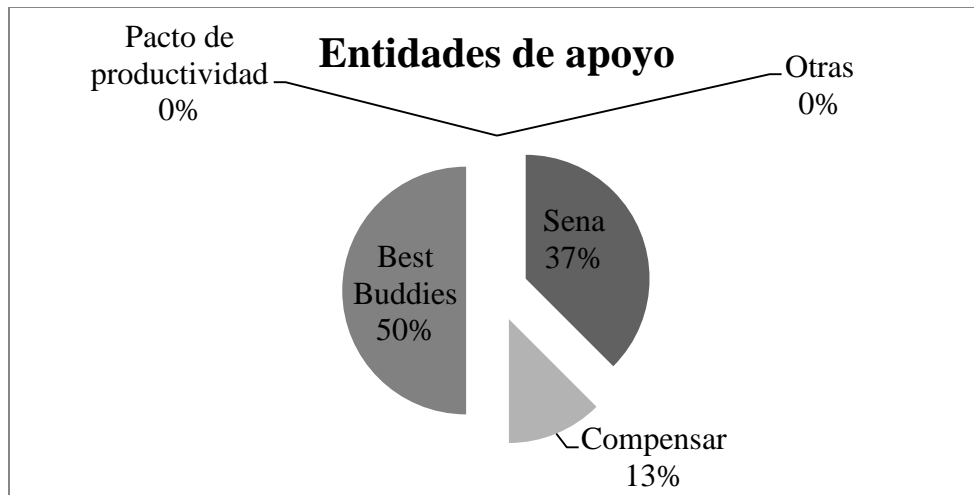 Entidades de apoyo
Pacto de
productividad
0%
Otras
0%
Sena
37%
Best
Buddies
50%
Compensar
13%